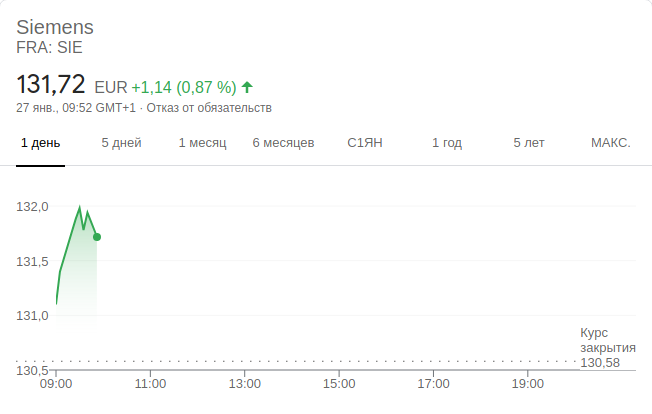 Siemens
FRA: SIE
131,72 EUR +1,14 (0,87 %)
27 янв., 09:52 GMT+1 · Отказ от обязательств
1 день 5 дней 1 месяц 6 месяцев С1ЯН 1 год 5 лет МАКС.
132,0
131,5
131,0
Курс
закрытия
130,58
130,5
09:00 11:00 13:00 15:00 17:00 19:00